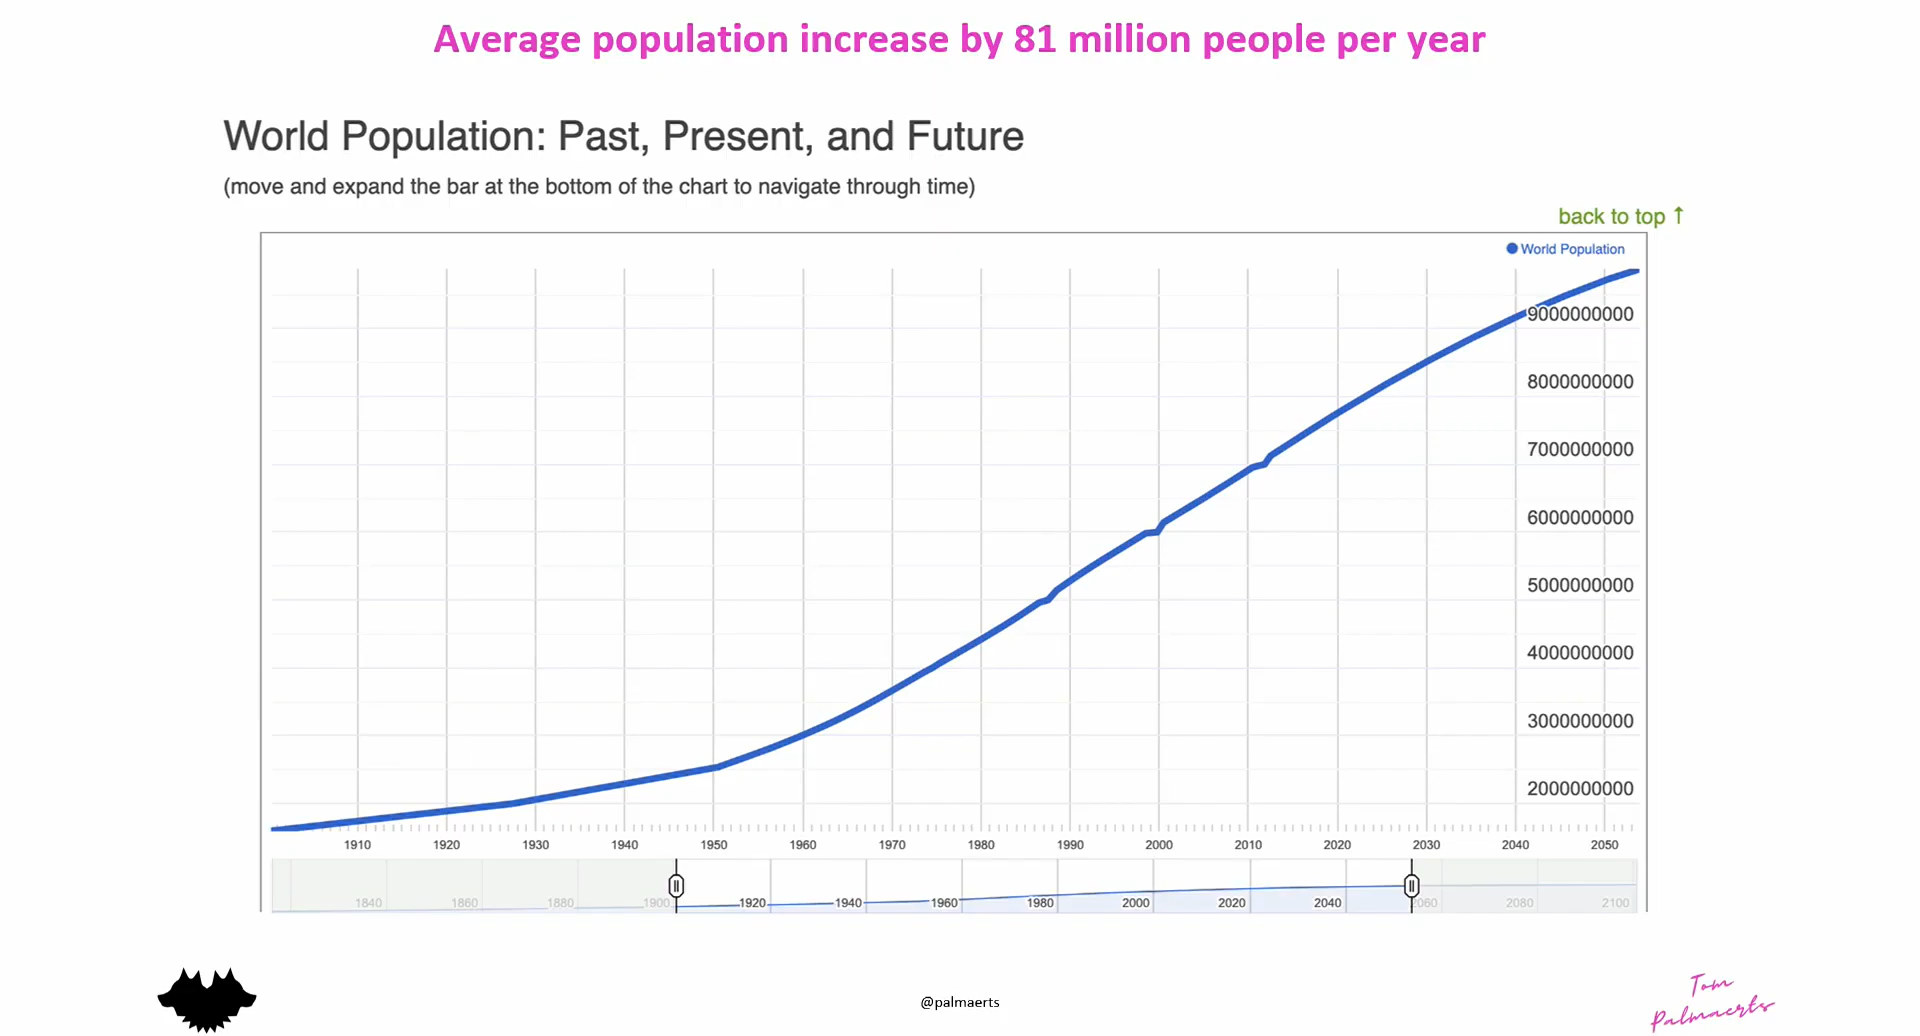 Average population increase by 81 million people per year
World Population: Past, Present, and Future
(move and expand the bar at the bottom of the chart to navigate through time)
back to top ↑
World Population
9000000000
8000000000
7000000000
6000000000
5000000000
4000000000
3000000000
2000000000
1910 1920 1930 1940 1950 1960 1970 1980 1990 2000 2010 2020 2030 2040 2050
1840 1860 1880 1900 1920 1940 1960 1980 2000 2020 2040 2060 2080 2100
@palmaerts
Tom
Palmaerts